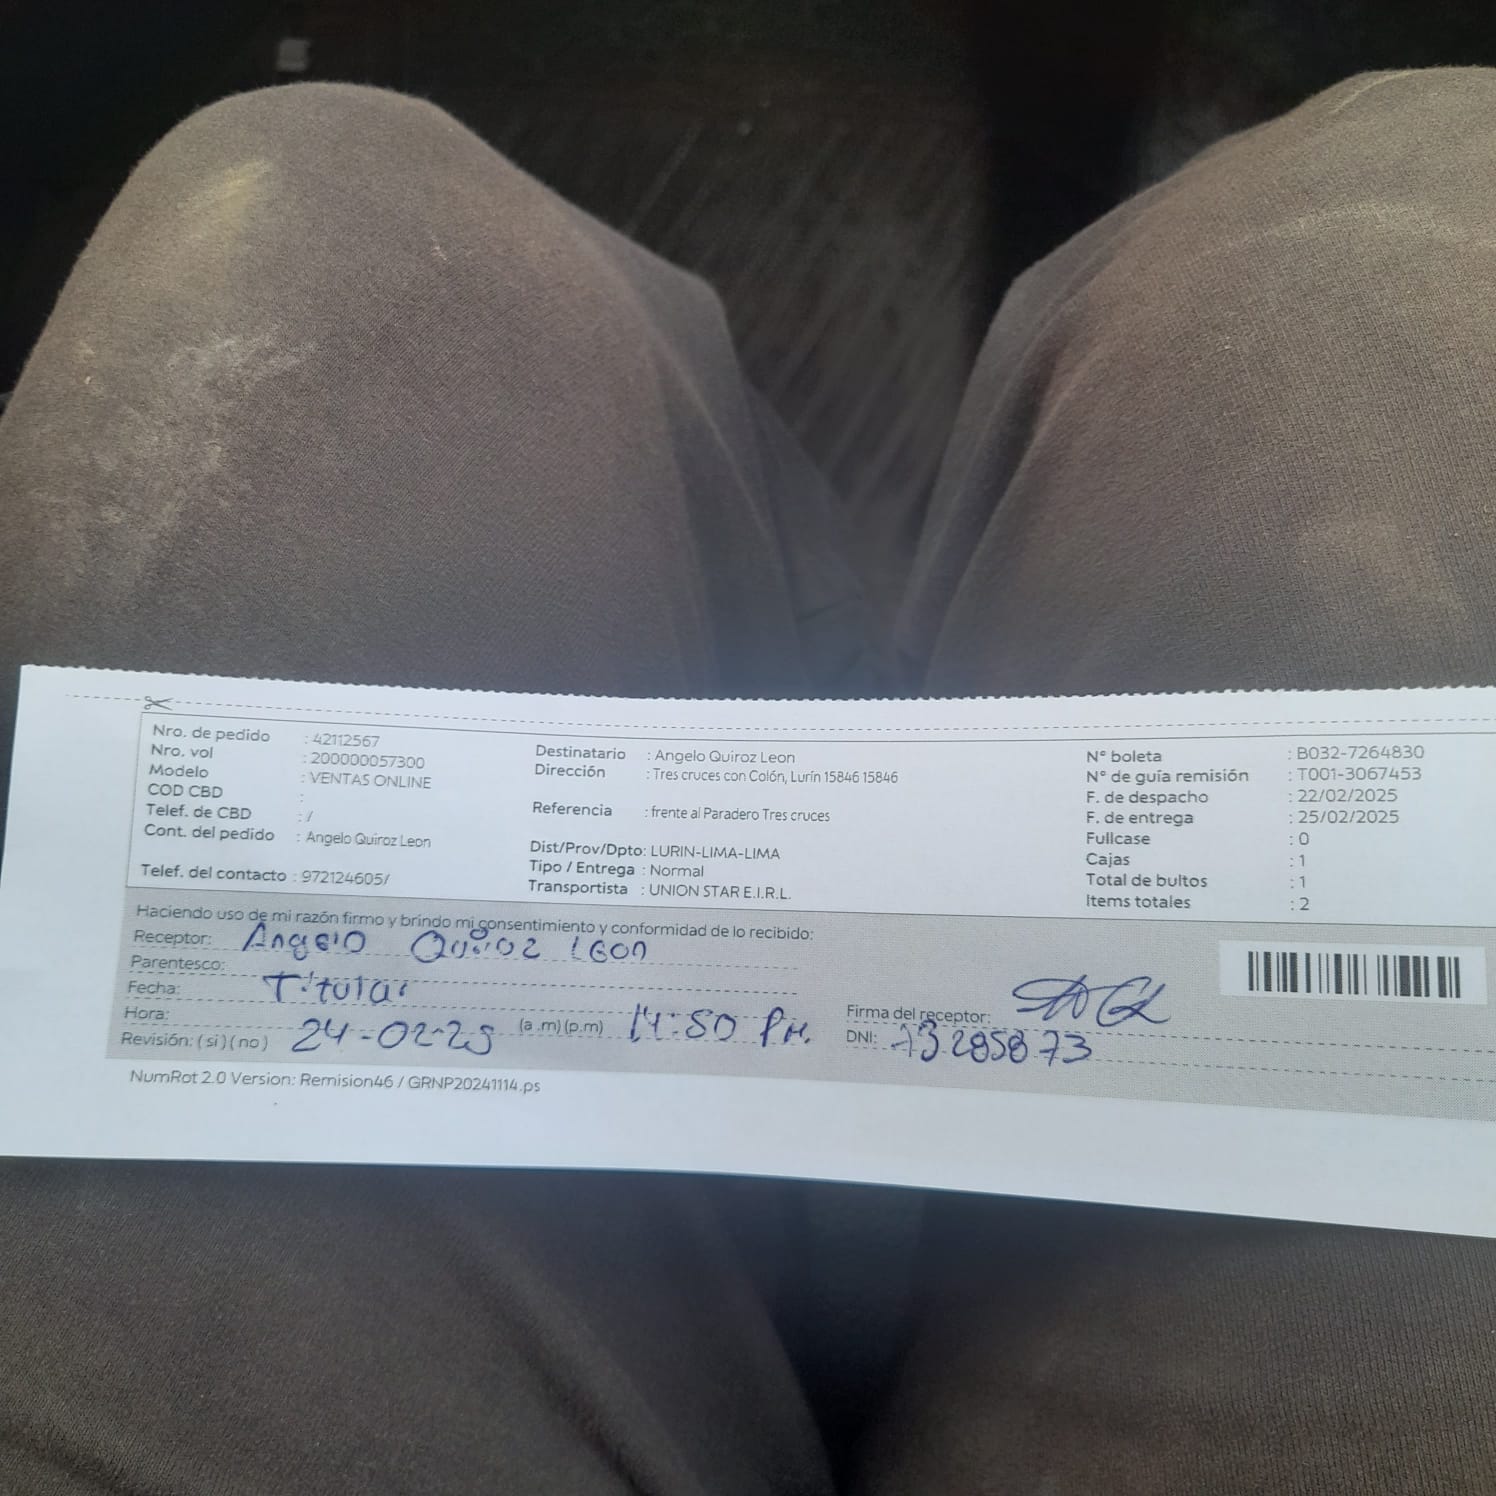 Nro. de pedido : 42112567
Nro. vol : 200000057300
Modelo : VENTAS ONLINE
COD CBD :
Telef. de CBD : /
Cont. del pedido : Angelo Quiroz Leon
Telef. del contacto : 972124605/
Destinatario : Angelo Quiroz Leon
Dirección : Tres cruces con Colón, Lurín 15846 15846
Referencia : frente al Paradero Tres cruces
Dist/Prov/Dpto: LURIN-LIMA-LIMA
Tipo / Entrega : Normal
Transportista : UNION STAR E.I.R.L.
N° boleta : B032-7264830
N° de guía remisión : T001-3067453
F. de despacho : 22/02/2025
F. de entrega : 25/02/2025
Fullcase : 0
Cajas : 1
Total de bultos : 1
Items totales : 2
Haciendo uso de mi razón firmo y brindo mi consentimiento y conformidad de lo recibido:
Receptor: Angelo Quiroz Leon
Parentesco: Titular
Fecha: 24-02-25
Hora: (a.m)(p.m) 14:50 PM.
Revisión: (si)(no)
Firma del receptor:
DNI: 73285873
NumRot 2.0 Version: Remision46 / GRNP20241114.ps